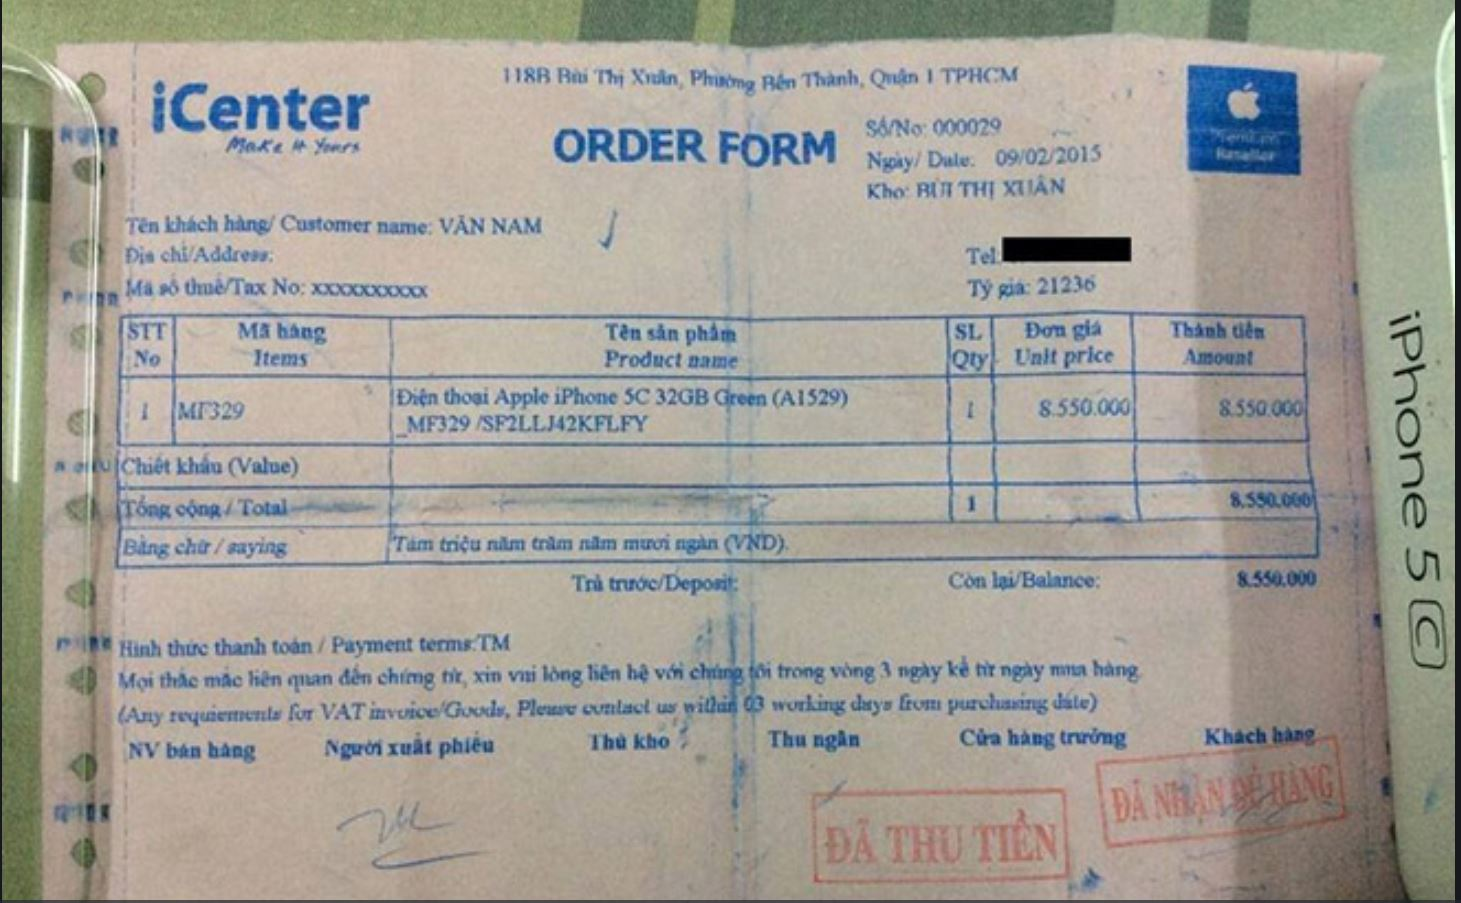 118B Bùi Thị Xuân, Phường Bến Thành, Quận 1 TPHCM
iCenter
Make it Yours
ORDER FORM
Số/No: 000029
Ngày/ Date: 09/02/2015
Kho: BÙI THỊ XUÂN
Premium
Reseller
Tên khách hàng/ Customer name: VĂN NAM
Địa chỉ/Address:
Tel:
Mã số thuế/Tax No: xxxxxxxxxx
Tỷ giá: 21236
STT Mã hàng Tên sản phẩm SL Đơn giá Thành tiền
No Items Product name Qty Unit price Amount
1 MF329 Điện thoại Apple iPhone 5C 32GB Green (A1529) 1 8.550.000 8.550.000
_MF329 /SF2LLJ42KFLFY
Chiết khấu (Value)
Tổng cộng / Total 1 8.550.000
Bằng chữ / saying Tám triệu năm trăm năm mươi ngàn (VND).
Trả trước/Deposit: Còn lại/Balance: 8.550.000
Hình thức thanh toán / Payment terms:TM
Mọi thắc mắc liên quan đến chứng từ, xin vui lòng liên hệ với chúng tôi trong vòng 3 ngày kể từ ngày mua hàng.
(Any requiements for VAT invoice/Goods, Please contact us within 03 working days from purchasing date)
NV bán hàng Người xuất phiếu Thủ kho Thu ngân Cửa hàng trưởng Khách hàng
ĐÃ THU TIỀN
ĐÃ NHẬN ĐỦ HÀNG
iPhone 5C